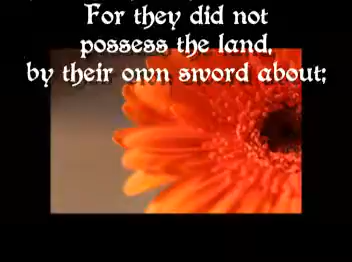 For they did not
possess the land,
by their own sword about;